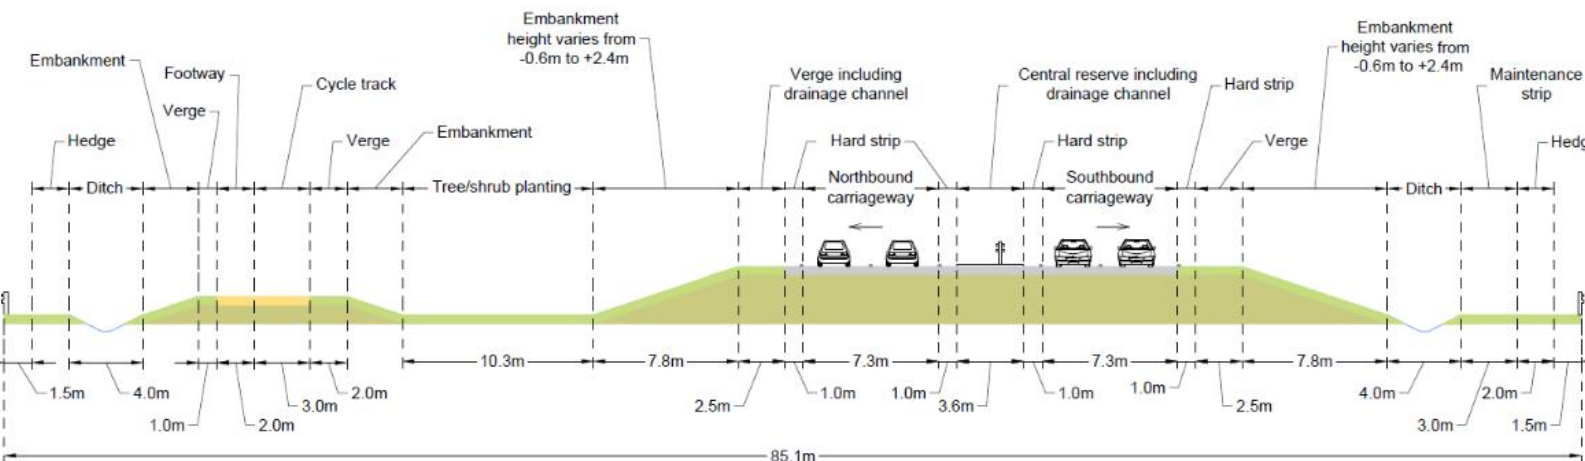 Embankment
height varies from
-0.6m to +2.4m
Embankment
height varies from
-0.6m to +2.4m
Embankment
Footway
Cycle track
Verge including
drainage channel
Central reserve including
drainage channel
Hard strip
Maintenance
strip
Verge
Hedge
Verge
Embankment
Hard strip
Hard strip
Verge
Hedg
Ditch
Tree/shrub planting
Northbound
carriageway
Southbound
carriageway
Ditch
10.3m
7.8m
7.3m
7.3m
7.8m
1.5m
4.0m
2.0m
1.0m
1.0m
1.0m
1.0m
4.0m
2.0m
3.0m
2.5m
3.6m
2.5m
1.0m
2.0m
3.0m
1.5m
85.1m